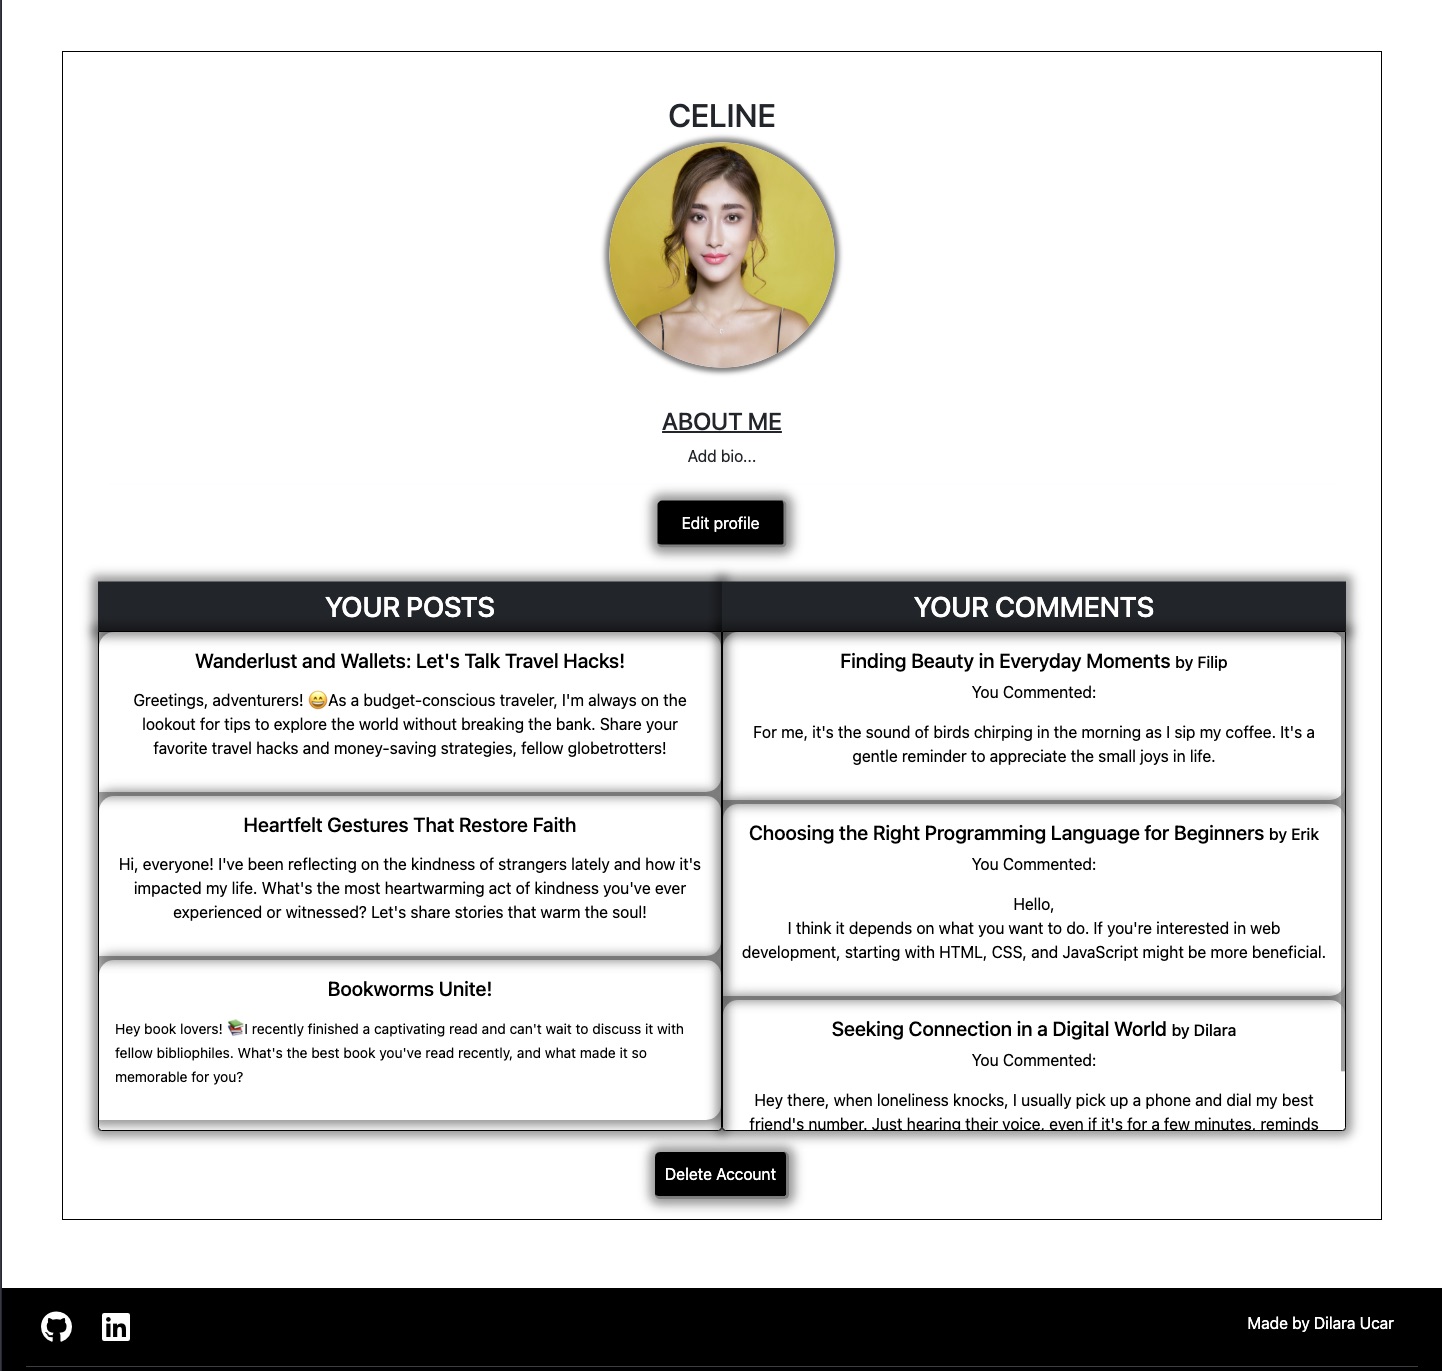 CELINE
ABOUT ME
Add bio...
Edit profile
YOUR POSTS
Wanderlust and Wallets: Let's Talk Travel Hacks!
Greetings, adventurers! 😄As a budget-conscious traveler, I'm always on the
lookout for tips to explore the world without breaking the bank. Share your
favorite travel hacks and money-saving strategies, fellow globetrotters!
Heartfelt Gestures That Restore Faith
Hi, everyone! I've been reflecting on the kindness of strangers lately and how it's
impacted my life. What's the most heartwarming act of kindness you've ever
experienced or witnessed? Let's share stories that warm the soul!
Bookworms Unite!
Hey book lovers! 📚I recently finished a captivating read and can't wait to discuss it with
fellow bibliophiles. What's the best book you've read recently, and what made it so
memorable for you?
YOUR COMMENTS
Finding Beauty in Everyday Moments by Filip
You Commented:
For me, it's the sound of birds chirping in the morning as I sip my coffee. It's a
gentle reminder to appreciate the small joys in life.
Choosing the Right Programming Language for Beginners by Erik
You Commented:
Hello,
I think it depends on what you want to do. If you're interested in web
development, starting with HTML, CSS, and JavaScript might be more beneficial.
Seeking Connection in a Digital World by Dilara
You Commented:
Hey there, when loneliness knocks, I usually pick up a phone and dial my best
friend's number. Just hearing their voice, even if it's for a few minutes, reminds
Delete Account
in
Made by Dilara Ucar